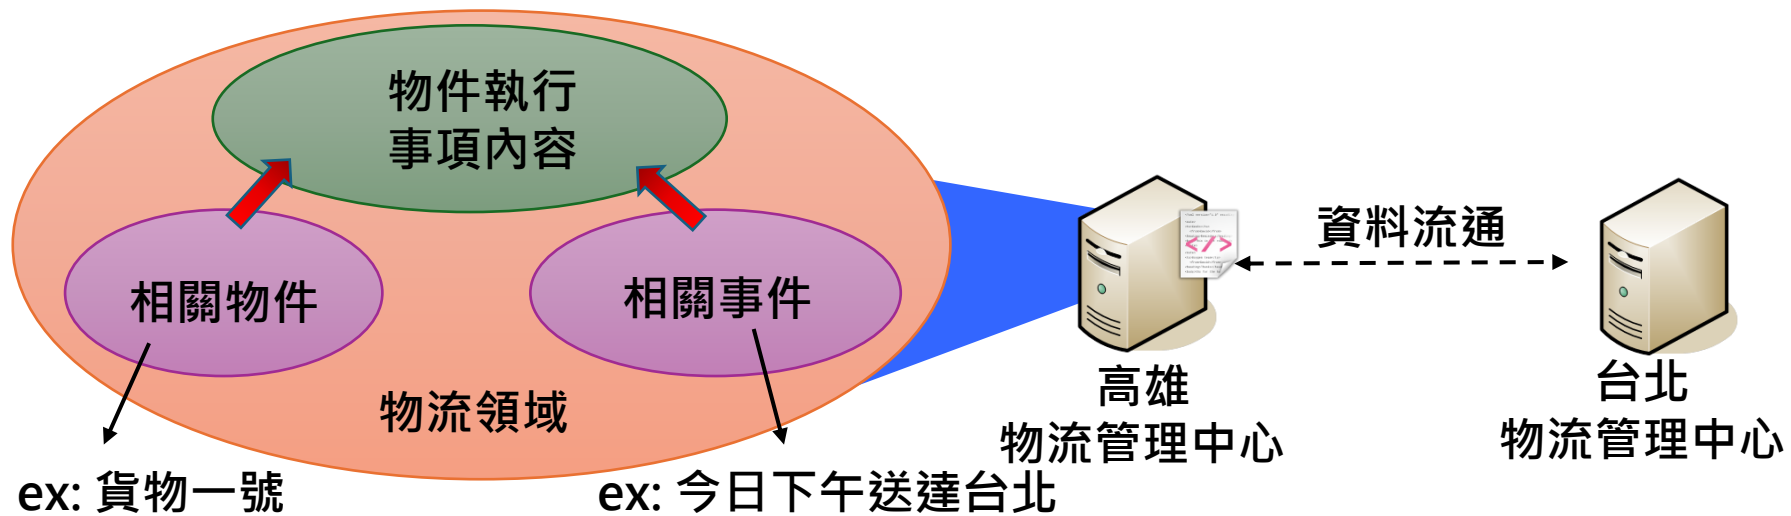 物件執行
事項內容
相關物件
相關事件
物流領域
ex: 貨物一號
ex: 今日下午送達台北
</>
資料流通
高雄
物流管理中心
台北
物流管理中心